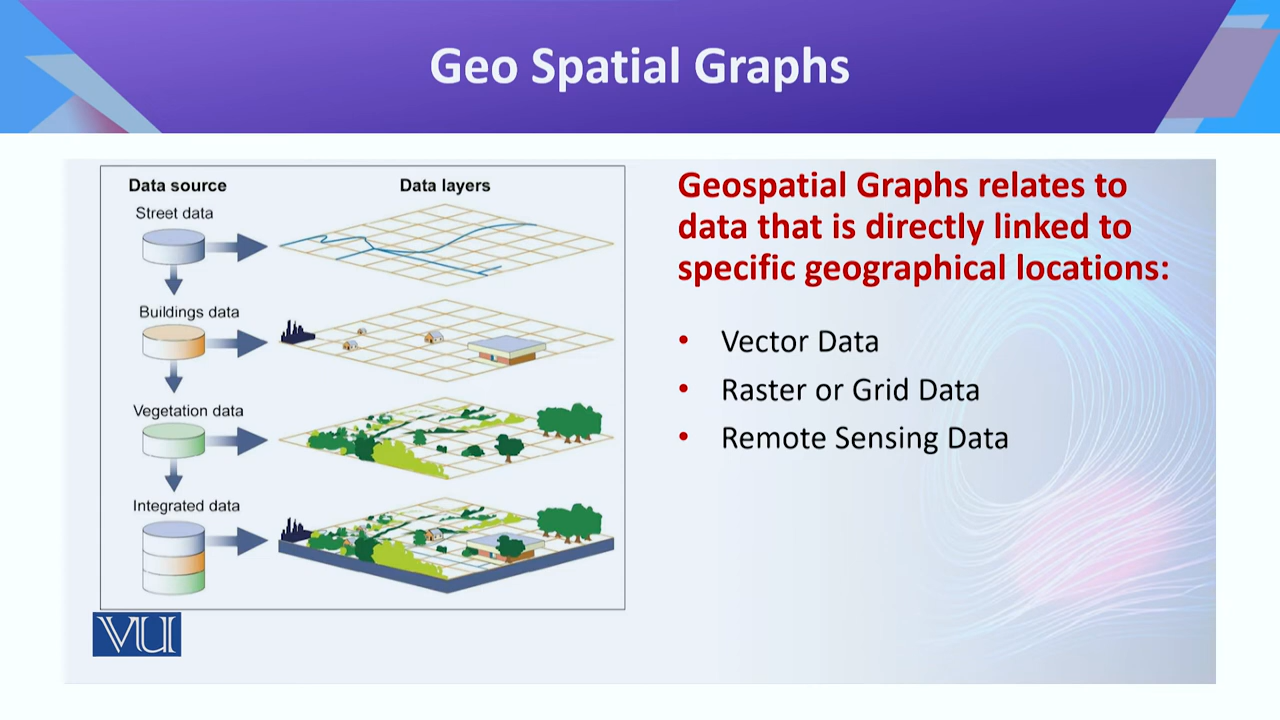 Geo Spatial Graphs
Data source
Data layers
Street data
Buildings data
Vegetation data
Integrated data
VU
Geospatial Graphs relates to
data that is directly linked to
specific geographical locations:
• Vector Data
• Raster or Grid Data
• Remote Sensing Data